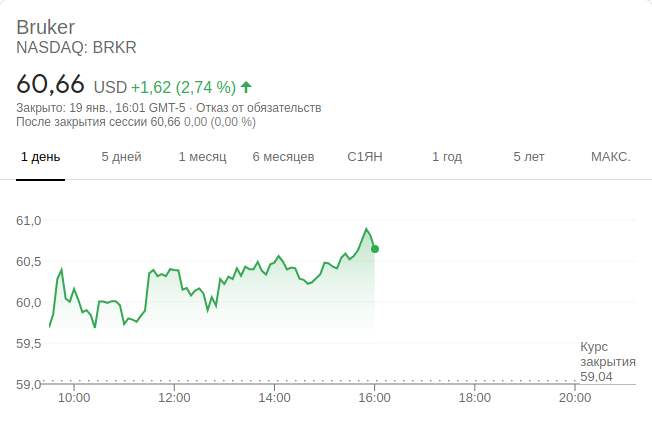 Bruker
NASDAQ: BRKR
60,66 USD +1,62 (2,74 %)
Закрыто: 19 янв., 16:01 GMT-5 · Отказ от обязательств
После закрытия сессии 60,66 0,00 (0,00 %)
1 день 5 дней 1 месяц 6 месяцев С1ЯН 1 год 5 лет МАКС.
61,0
60,5
60,0
59,5
Курс
закрытия
59,04
59,0
10:00 12:00 14:00 16:00 18:00 20:00